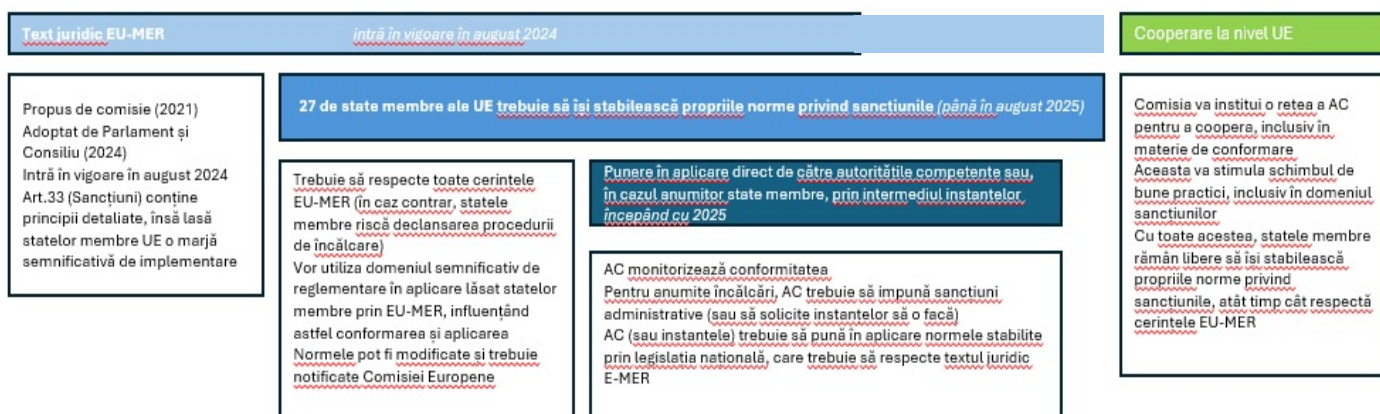 Text juridic EU-MER intră în vigoare în august 2024
Cooperare la nivel UE
Propus de comisie (2021)
Adoptat de Parlament și
Consiliu (2024)
Intră în vigoare în august 2024
Art.33 (Sancțiuni) conține
principii detaliate, însă lasă
statelor membre UE o marjă
semnificativă de implementare
27 de state membre ale UE trebuie să își stabilească propriile norme privind sancțiunile (până în august 2025)
Trebuie să respecte toate cerintele
EU-MER (în caz contrar, statele
membre riscă declansarea procedurii
de încălcare)
Vor utiliza domeniul semnificativ de
reglementare în aplicare lăsat statelor
membre prin EU-MER, influențând
astfel conformarea și aplicarea
Normele pot fi modificate si trebuie
notificate Comisiei Europene
Punere în aplicare direct de către autoritătile competente sau,
în cazul anumitor state membre, prin intermediul instantelor
începând cu 2025
AC monitorizează conformitatea
Pentru anumite încălcări, AC trebuie să impună sancțiuni
administrative (sau să solicite instantelor să o facă)
AC (sau instantele) trebuie să pună în aplicare normele stabilite
prin legislația națională, care trebuie să respecte textul juridic
E-MER
Comisia va institui o retea a AC
pentru a coopera, inclusiv în
materie de conformare
Aceasta va stimula schimbul de
bune practici, inclusiv în domeniul
sanctiunilor
Cu toate acestea, statele membre
rămân libere să își stabilească
propriile norme privind
sancțiunile, atât timp cât respectă
cerintele EU-MER